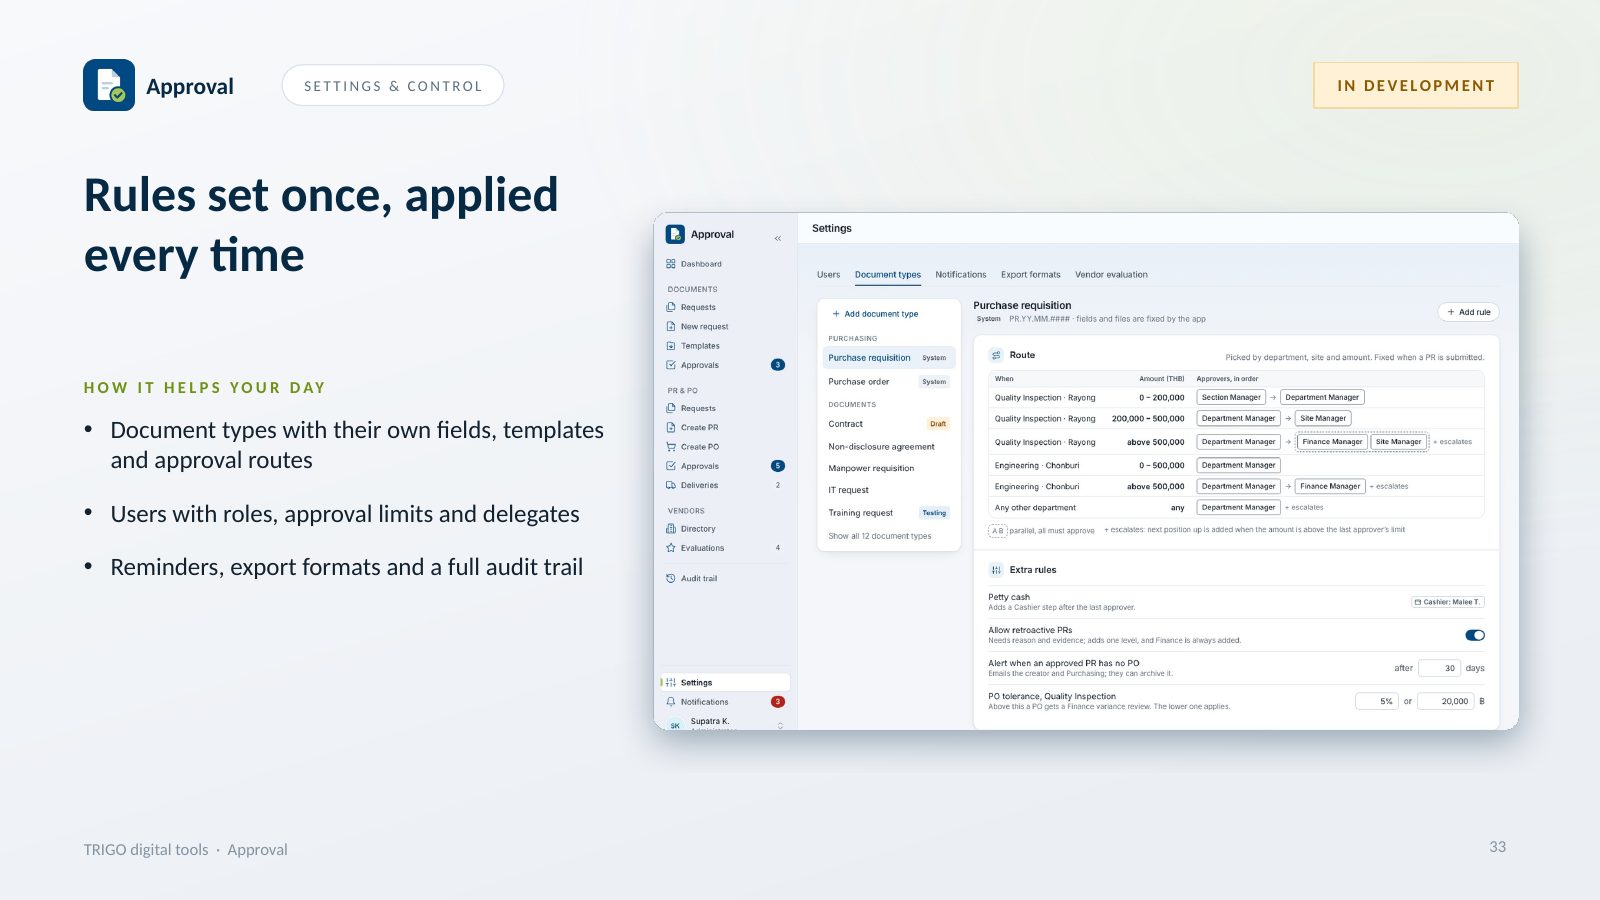 Approval
SETTINGS & CONTROL
IN DEVELOPMENT
Rules set once, applied
every time
HOW IT HELPS YOUR DAY
• Document types with their own fields, templates
and approval routes
• Users with roles, approval limits and delegates
• Reminders, export formats and a full audit trail
Approval
Dashboard
DOCUMENTS
Requests
New request
Templates
Approvals 3
PR & PO
Requests
Create PR
Create PO
Approvals 5
Deliveries 2
VENDORS
Directory
Evaluations 4
Audit trail
Settings
Notifications 3
SK Supatra K.
Settings
Users Document types Notifications Export formats Vendor evaluation
+ Add document type
PURCHASING
Purchase requisition System
Purchase order System
DOCUMENTS
Contract Draft
Non-disclosure agreement
Manpower requisition
IT request
Training request Testing
Show all 12 document types
Purchase requisition
System PR.YY.MM.#### · fields and files are fixed by the app
+ Add rule
Route
Picked by department, site and amount. Fixed when a PR is submitted.
When Amount (THB) Approvers, in order
Quality Inspection · Rayong 0 – 200,000 Section Manager → Department Manager
Quality Inspection · Rayong 200,000 – 500,000 Department Manager → Site Manager
Quality Inspection · Rayong above 500,000 Department Manager → Finance Manager Site Manager + escalates
Engineering · Chonburi 0 – 500,000 Department Manager
Engineering · Chonburi above 500,000 Department Manager → Finance Manager + escalates
Any other department any Department Manager + escalates
A B parallel, all must approve + escalates: next position up is added when the amount is above the last approver's limit
Extra rules
Petty cash
Adds a Cashier step after the last approver.
Cashier: Malee T.
Allow retroactive PRs
Needs reason and evidence; adds one level, and Finance is always added.
Alert when an approved PR has no PO
Emails the creator and Purchasing; they can archive it.
after 30 days
PO tolerance, Quality Inspection
Above this a PO gets a Finance variance review. The lower one applies.
5% or 20,000 ฿
TRIGO digital tools · Approval
33